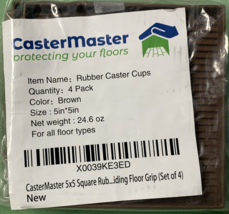 CasterMaster
protecting your floors
Item Name: Rubber Caster Cups
Quantity: 4 Pack
Color: Brown
Size: 5in*5in
Net weight: 24.6 oz
For all floor types
X0039KE3ED
CasterMaster 5x5 Square Rub...iding Floor Grip (Set of 4)
New